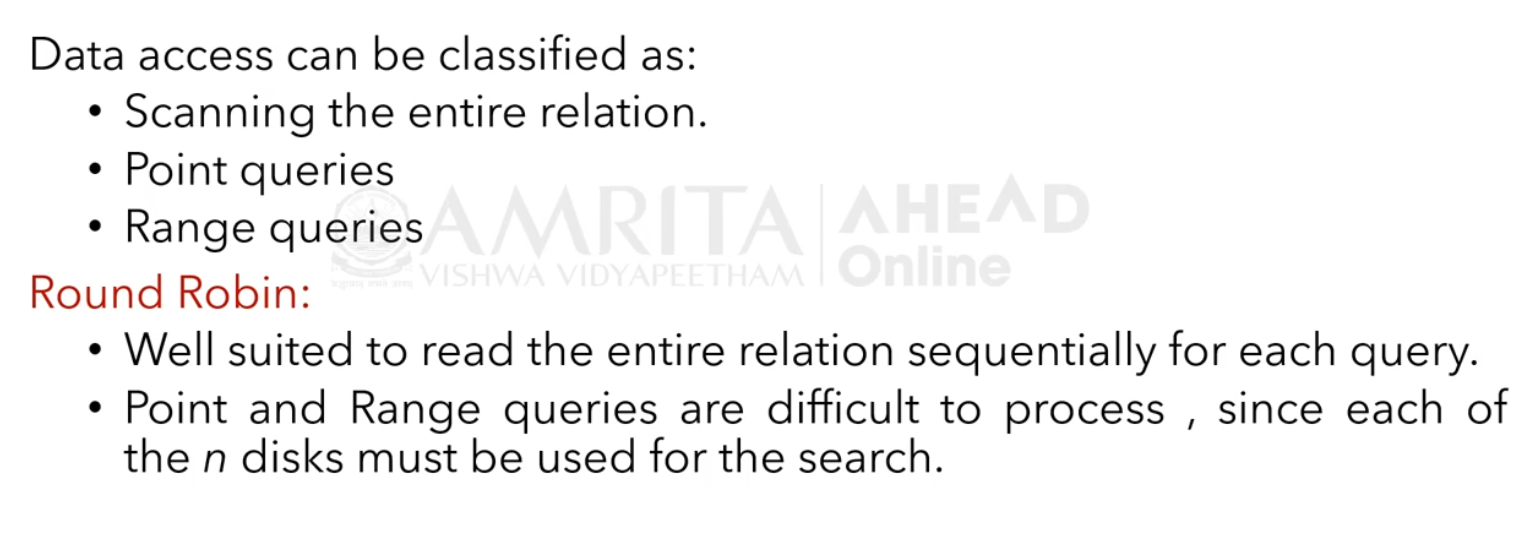 Data access can be classified as:
• Scanning the entire relation.
• Point queries
• Range queries
AMRITA AHEAD
VISHWA VIDYAPEETHAM Online
Round Robin:
• Well suited to read the entire relation sequentially for each query.
• Point and Range queries are difficult to process , since each of
the n disks must be used for the search.